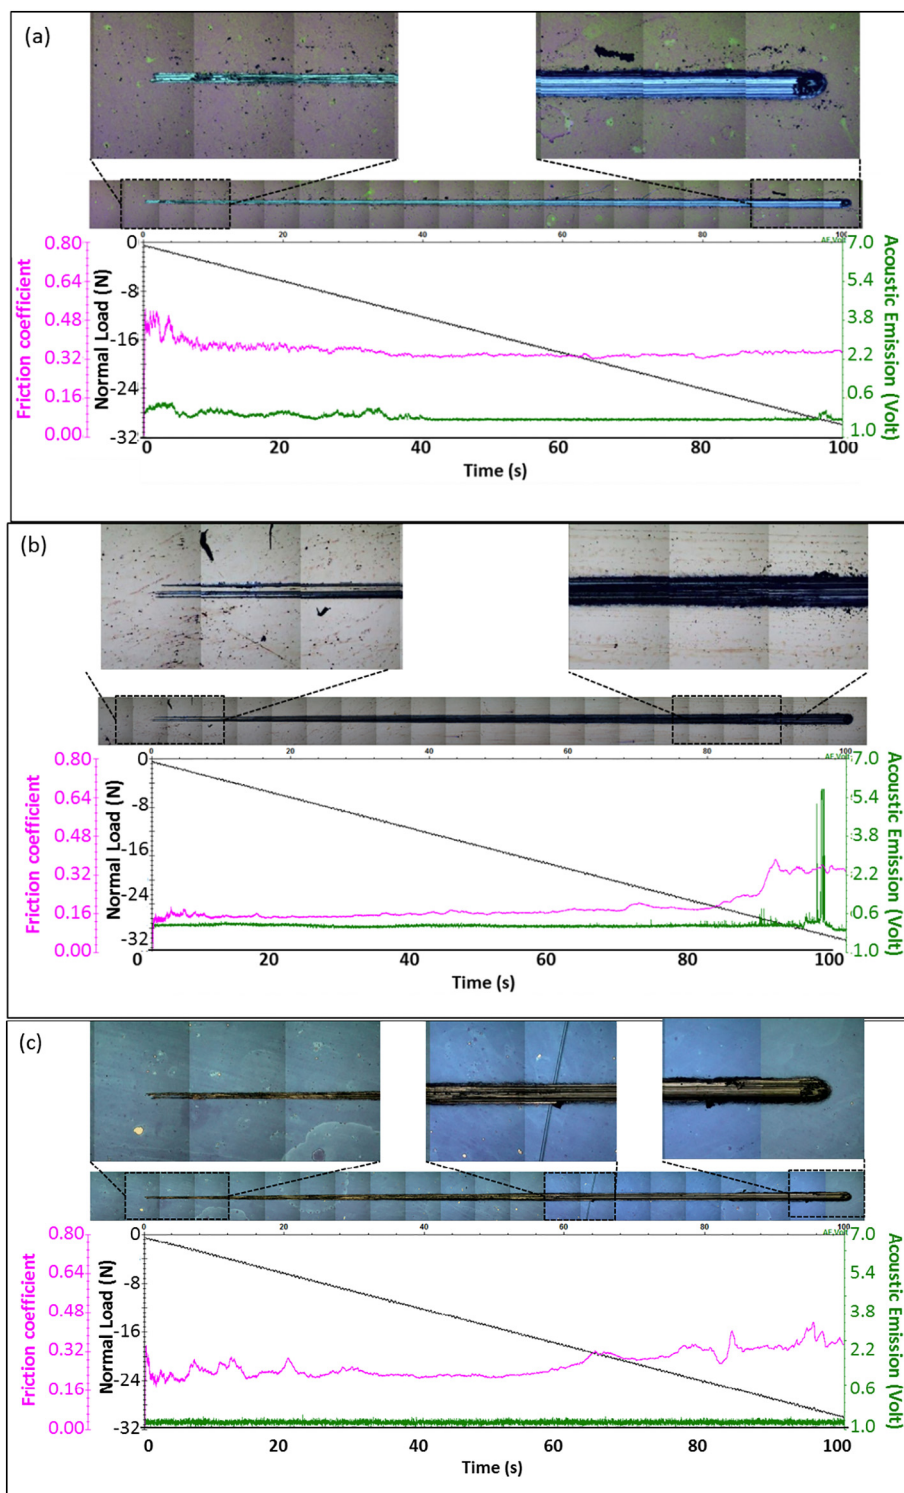 (a)
0 20 40 60 80 100
AE.Volt
0.80 0 7.0
0.64 -8 5.4
0.48 -16 3.8
0.32 2.2
0.16 -24 0.6
0.00 -32 1.0
Friction coefficient
Normal Load (N)
Acoustic Emission (Volt)
0 20 40 60 80 100
Time (s)
(b)
0 20 40 60 80 100
AE.Volt
0.80 0 7.0
0.64 -8 5.4
0.48 -16 3.8
0.32 2.2
0.16 -24 0.6
0.00 -32 1.0
Friction coefficient
Normal Load (N)
Acoustic Emission (Volt)
0 20 40 60 80 100
Time (s)
(c)
0 20 40 60 80 100
AE.Volt
0.80 0 7.0
0.64 -8 5.4
0.48 -16 3.8
0.32 2.2
0.16 -24 0.6
0.00 -32 1.0
Friction coefficient
Normal Load (N)
Acoustic Emission (Volt)
0 20 40 60 80 100
Time (s)